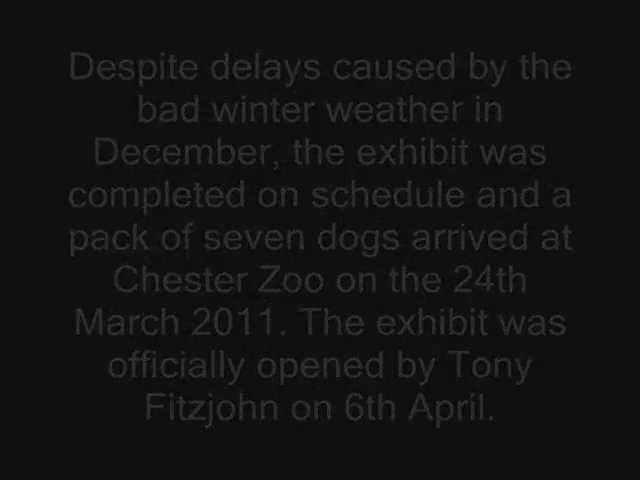 Despite delays caused by the
bad winter weather in
December, the exhibit was
completed on schedule and a
pack of seven dogs arrived at
Chester Zoo on the 24th
March 2011. The exhibit was
officially opened by Tony
Fitzjohn on 6th April.